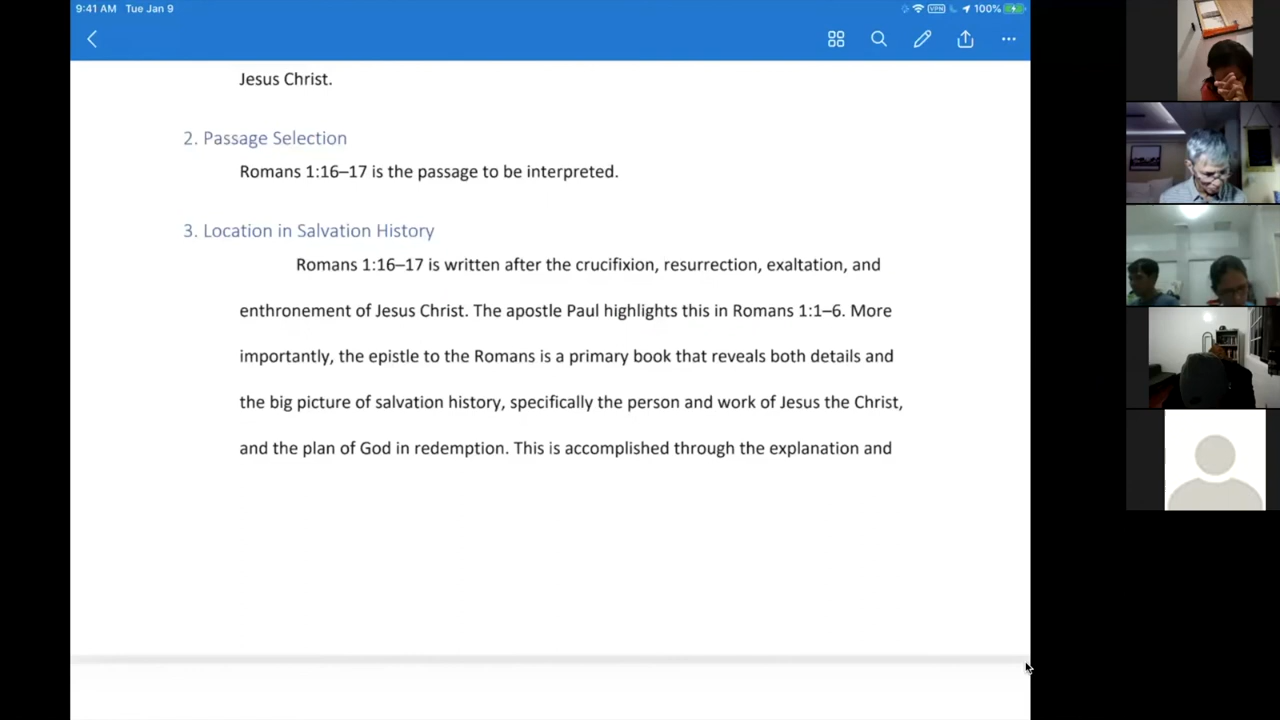 9:41 AM Tue Jan 9
VPN 100%
Jesus Christ.
2. Passage Selection
Romans 1:16–17 is the passage to be interpreted.
3. Location in Salvation History
Romans 1:16–17 is written after the crucifixion, resurrection, exaltation, and
enthronement of Jesus Christ. The apostle Paul highlights this in Romans 1:1–6. More
importantly, the epistle to the Romans is a primary book that reveals both details and
the big picture of salvation history, specifically the person and work of Jesus the Christ,
and the plan of God in redemption. This is accomplished through the explanation and